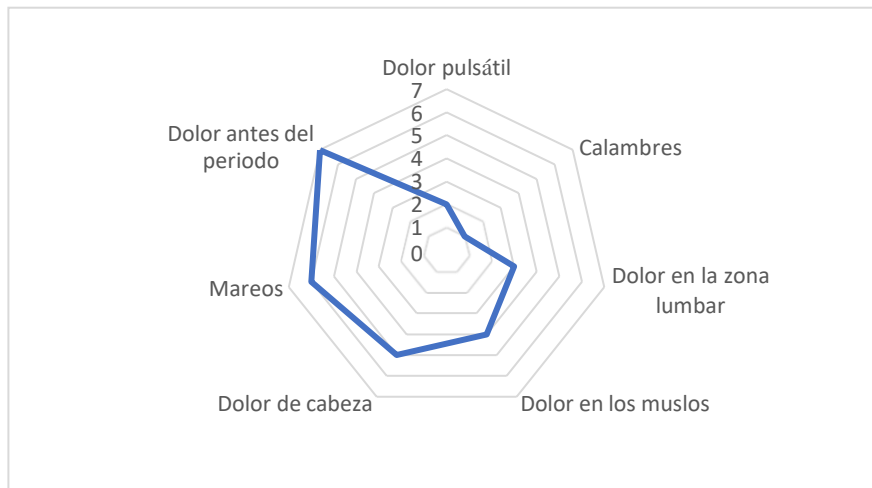 Dolor pulsátil
7
6
5
4
3
2
1
0
Calambres
Dolor en la zona
lumbar
Dolor en los muslos
Dolor de cabeza
Mareos
Dolor antes del
periodo